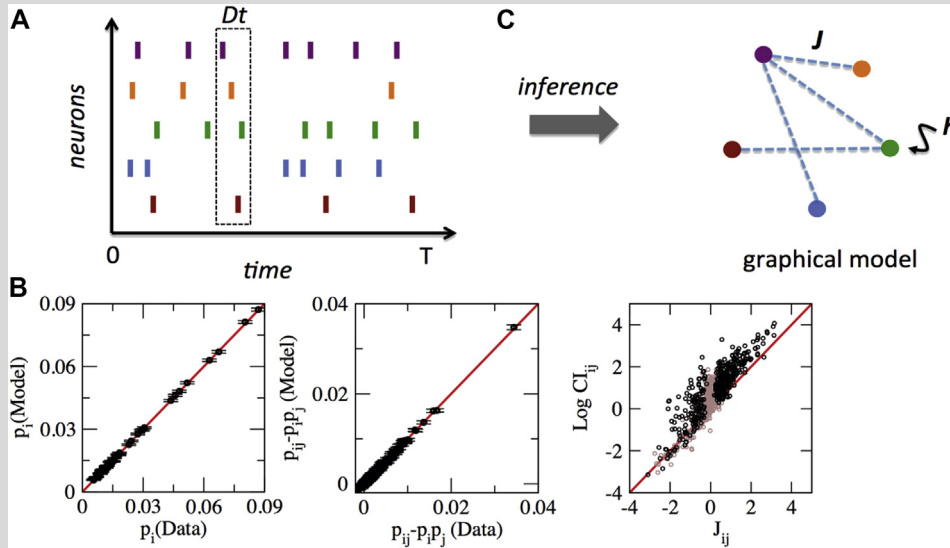 A
Dt
neurons
0
T
time
inference
C
J
graphical model
B
0.09
0.06
0.03
0
0.03
0.06
0.09
p_i(Model)
p_i(Data)
0.04
0.02
0
0
0.02
0.04
p_ij-p_ip_j (Model)
p_ij-p_ip_j (Data)
4
2
0
-2
-4
-4
-2
0
2
4
Log CI_ij
J_ij